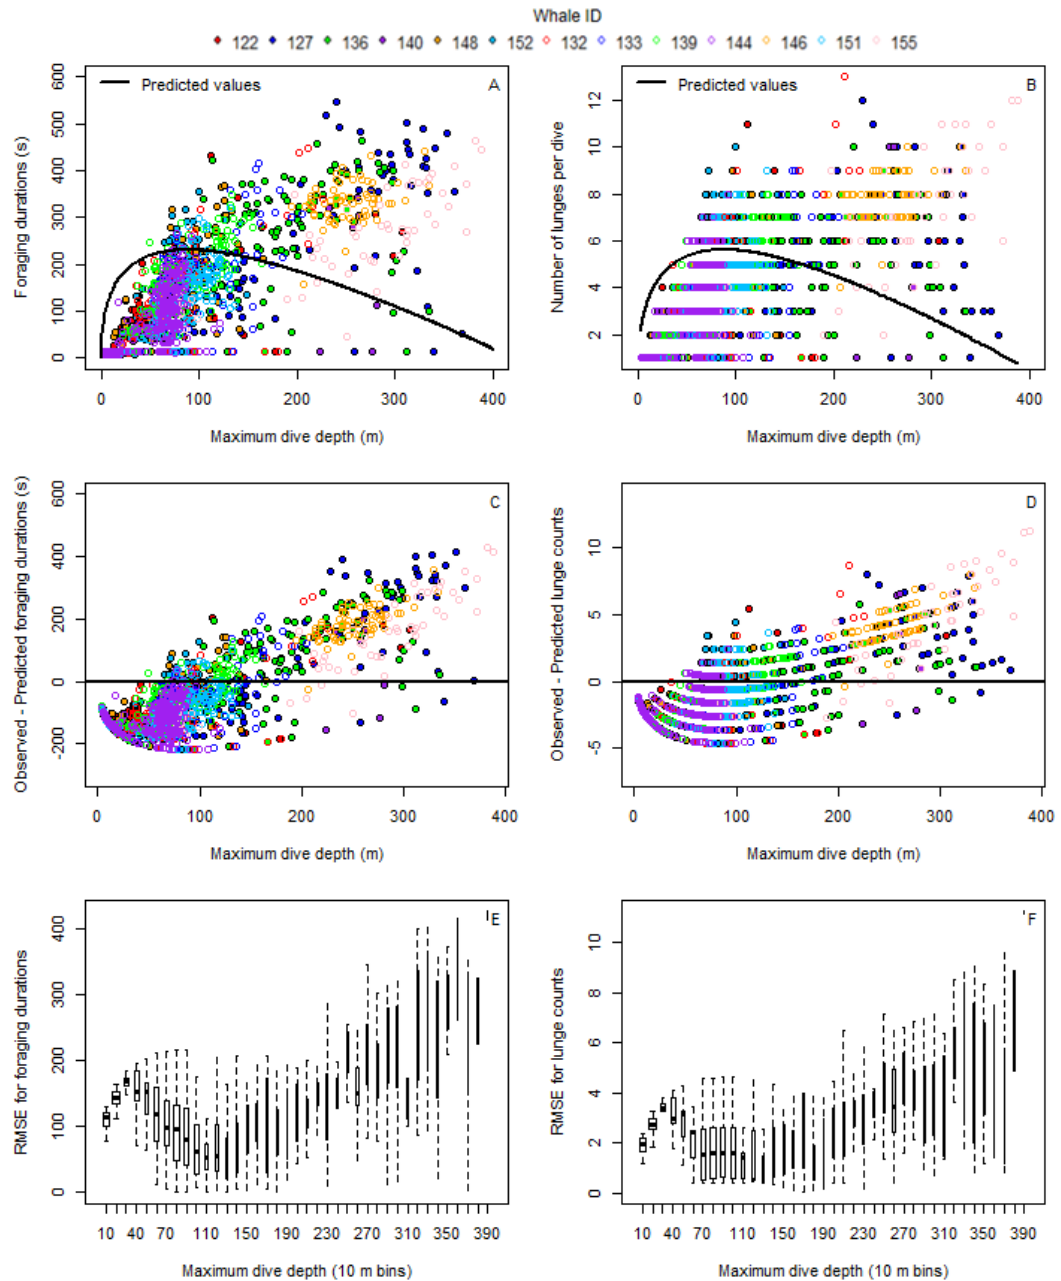 Whale ID
122 127 136 140 148 152 132 133 139 144 146 151 155
Predicted values
A
Foraging durations (s)
600
500
400
300
200
100
0
0 100 200 300 400
Maximum dive depth (m)
Predicted values
B
Number of lunges per dive
12
10
8
6
4
2
0 100 200 300 400
Maximum dive depth (m)
C
Observed - Predicted foraging durations (s)
600
400
200
0
-200
0 100 200 300 400
Maximum dive depth (m)
D
Observed - Predicted lunge counts
10
5
0
-5
0 100 200 300 400
Maximum dive depth (m)
E
RMSE for foraging durations
400
300
200
100
0
10 40 70 110 150 190 230 270 310 350 390
Maximum dive depth (10 m bins)
F
RMSE for lunge counts
10
8
6
4
2
0
10 40 70 110 150 190 230 270 310 350 390
Maximum dive depth (10 m bins)